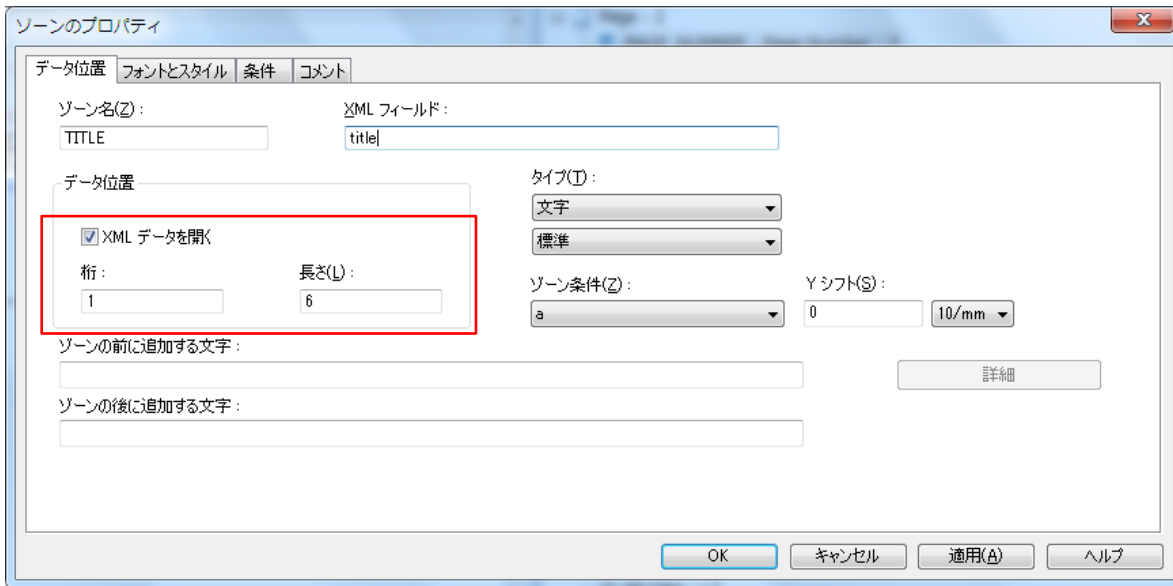 ゾーンのプロパティ
データ位置 フォントとスタイル 条件 コメント
ゾーン名(Z) : XML フィールド :
TITLE title
データ位置 タイプ(T) :
文字
XML データを開く 標準
桁 : 長さ(L) : ゾーン条件(Z) : Y シフト(S) :
1 6 a 0 10/mm
ゾーンの前に追加する文字 :
詳細
ゾーンの後に追加する文字 :
OK キャンセル 適用(A) ヘルプ